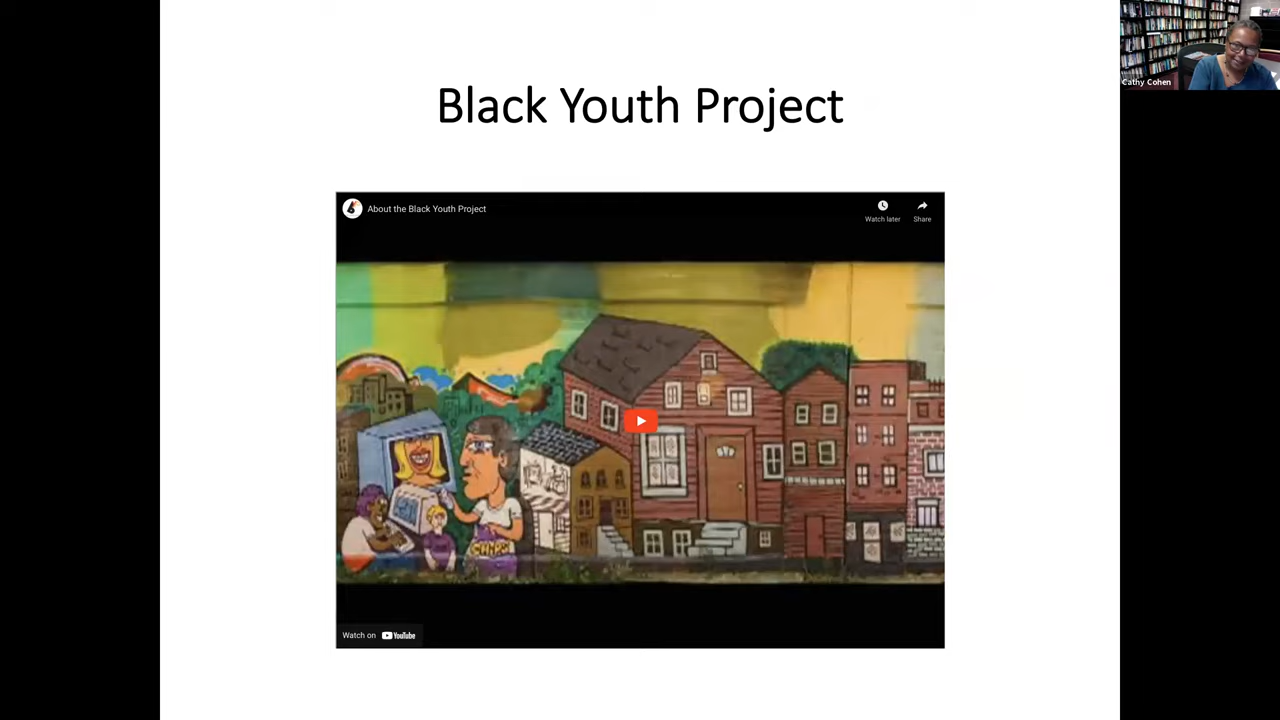 Black Youth Project
Cathy Cohen
About the Black Youth Project
Watch later
Share
Watch on YouTube